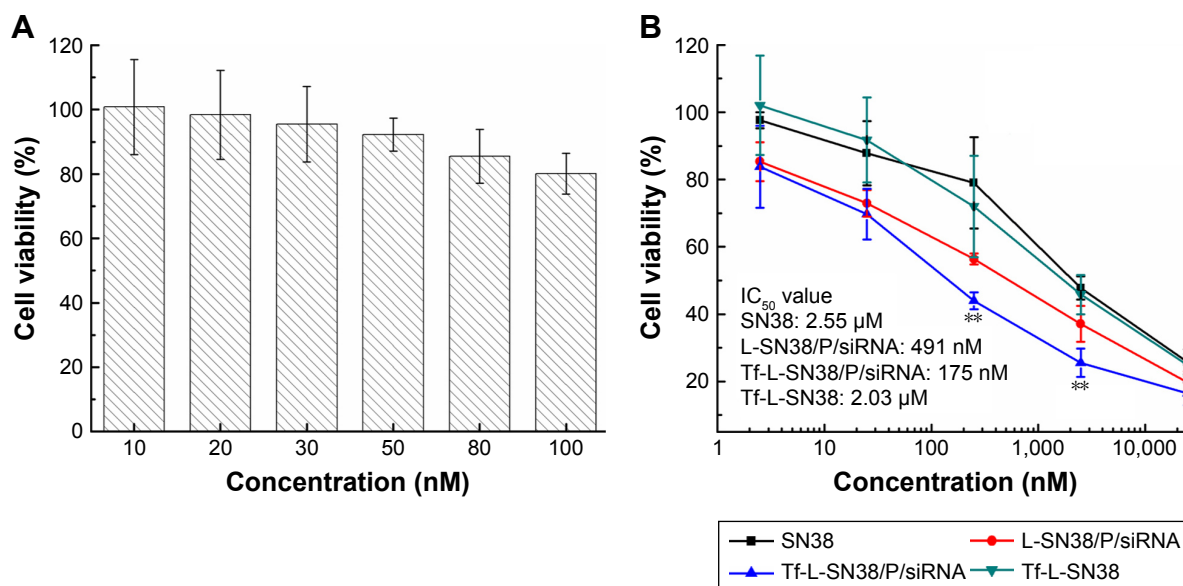 A
Cell viability (%)
120
100
80
60
40
20
0
10 20 30 50 80 100
Concentration (nM)
B
Cell viability (%)
120
100
80
60
40
20
IC50 value
SN38: 2.55 µM
L-SN38/P/siRNA: 491 nM
Tf-L-SN38/P/siRNA: 175 nM
Tf-L-SN38: 2.03 µM
**
**
1 10 100 1,000 10,000
Concentration (nM)
SN38 L-SN38/P/siRNA
Tf-L-SN38/P/siRNA Tf-L-SN38